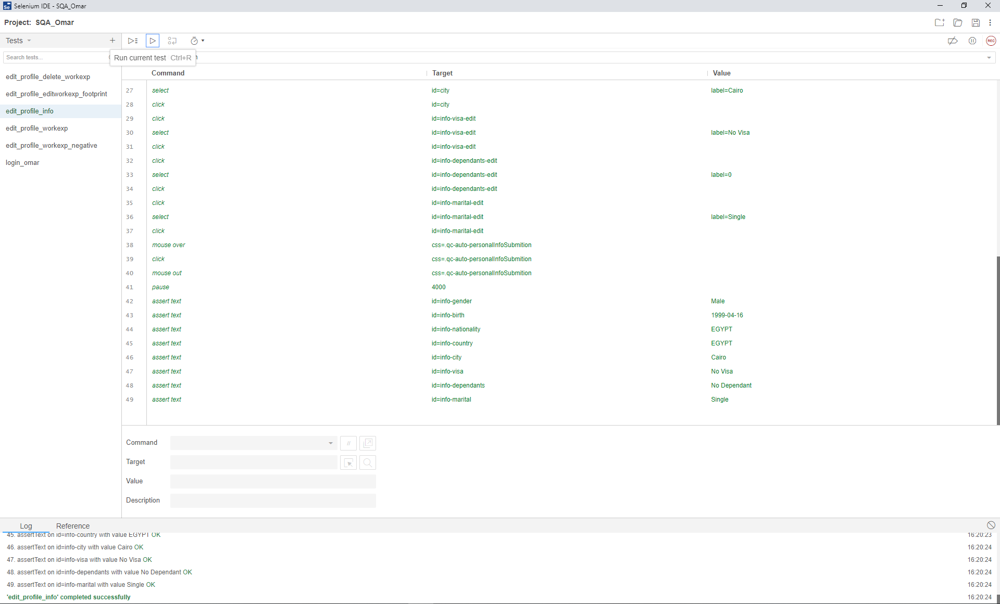 Selenium IDE - SQA_Omar
Project: SQA_Omar
Tests
Search tests...
Run current test Ctrl+R
REC
edit_profile_delete_workexp
edit_profile_editworkexp_footprint
edit_profile_info
edit_profile_workexp
edit_profile_workexp_negative
login_omar
Command Target Value
27 select id=city label=Cairo
28 click id=city
29 click id=info-visa-edit
30 select id=info-visa-edit label=No Visa
31 click id=info-visa-edit
32 click id=info-dependants-edit
33 select id=info-dependants-edit label=0
34 click id=info-dependants-edit
35 click id=info-marital-edit
36 select id=info-marital-edit label=Single
37 click id=info-marital-edit
38 mouse over css=.qc-auto-personalInfoSubmition
39 click css=.qc-auto-personalInfoSubmition
40 mouse out css=.qc-auto-personalInfoSubmition
41 pause 4000
42 assert text id=info-gender Male
43 assert text id=info-birth 1999-04-16
44 assert text id=info-nationality EGYPT
45 assert text id=info-country EGYPT
46 assert text id=info-city Cairo
47 assert text id=info-visa No Visa
48 assert text id=info-dependants No Dependant
49 assert text id=info-marital Single
Command
//
Target
Value
Description
Log Reference
45. assertText on id=info-country with value EGYPT OK 16:20:23
46. assertText on id=info-city with value Cairo OK 16:20:24
47. assertText on id=info-visa with value No Visa OK 16:20:24
48. assertText on id=info-dependants with value No Dependant OK 16:20:24
49. assertText on id=info-marital with value Single OK 16:20:24
'edit_profile_info' completed successfully 16:20:24